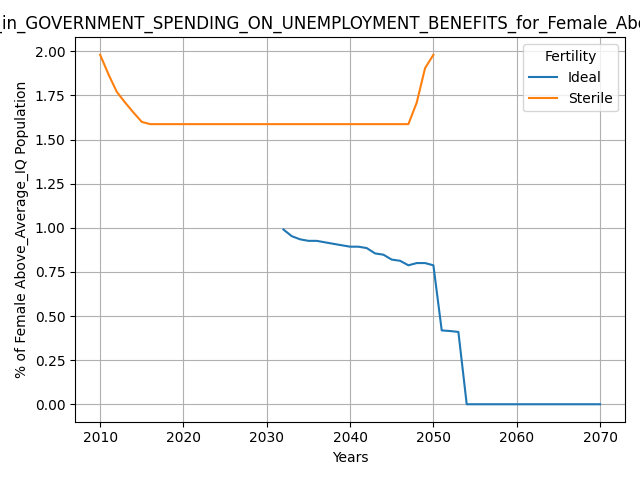 _in_GOVERNMENT_SPENDING_ON_UNEMPLOYMENT_BENEFITS_for_Female_Abo
Fertility
Ideal
Sterile
% of Female Above_Average_IQ Population
2.00
1.75
1.50
1.25
1.00
0.75
0.50
0.25
0.00
2010 2020 2030 2040 2050 2060 2070
Years